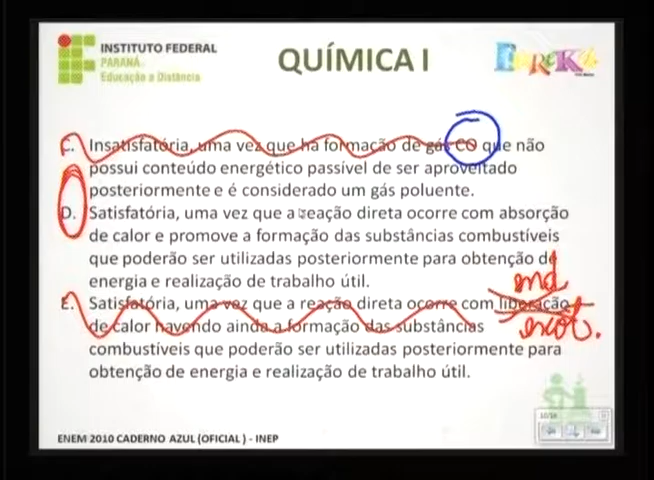 INSTITUTO FEDERAL
PARANÁ
Educação a Distância
QUÍMICA I
EuReKa
C. Insatisfatória, uma vez que há formação de gás CO que não
possui conteúdo energético passível de ser aproveitado
posteriormente e é considerado um gás poluente.
D. Satisfatória, uma vez que a reação direta ocorre com absorção
de calor e promove a formação das substâncias combustíveis
que poderão ser utilizadas posteriormente para obtenção de
energia e realização de trabalho útil.
end
E. Satisfatória, uma vez que a reação direta ocorre com liberação
de calor havendo ainda a formação das substâncias
exot.
combustíveis que poderão ser utilizadas posteriormente para
obtenção de energia e realização de trabalho útil.
ENEM 2010 CADERNO AZUL (OFICIAL ) - INEP